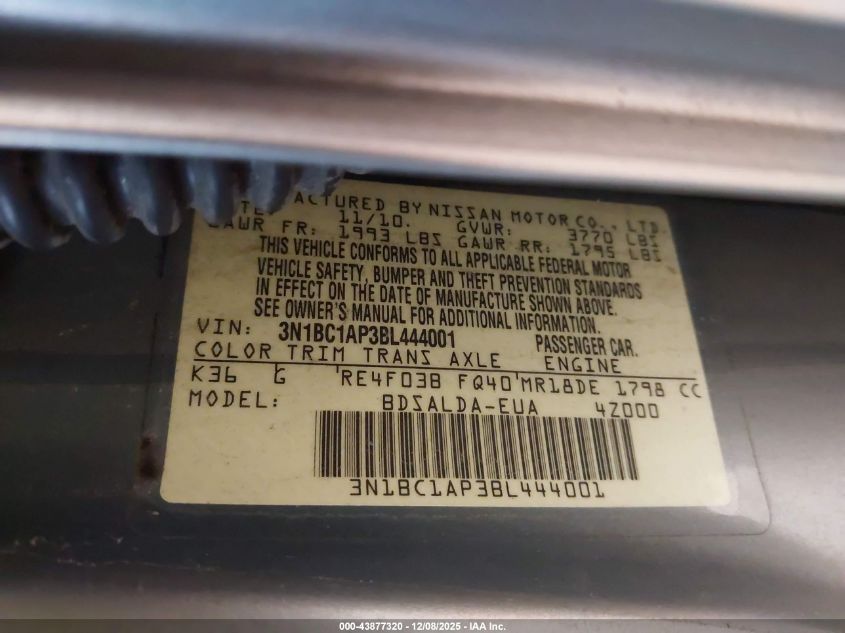 ACTURED BY NISSAN MOTOR CO., LTD.
11/10. GVWR: 3770 LBS
GAWR FR: 1993 LBS GAWR RR: 1795 LBS
THIS VEHICLE CONFORMS TO ALL APPLICABLE FEDERAL MOTOR
VEHICLE SAFETY, BUMPER AND THEFT PREVENTION STANDARDS
IN EFFECT ON THE DATE OF MANUFACTURE SHOWN ABOVE.
SEE OWNER'S MANUAL FOR ADDITIONAL INFORMATION.
VIN: 3N1BC1AP3BL444001 PASSENGER CAR.
COLOR TRIM TRANS AXLE ENGINE
K36 G RE4F03B FQ40 MR18DE 1798 CC
MODEL: BDSALDA-EUA 4Z000
3N1BC1AP3BL444001
000-43877320 - 12/08/2025 - IAA Inc.